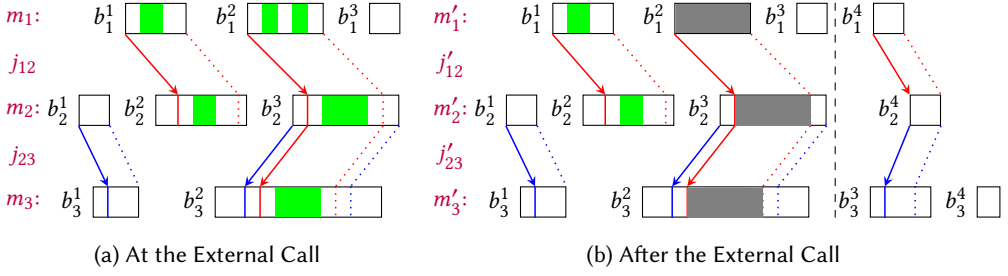 m₁: b₁¹ b₁² b₁³ m′₁: b₁¹ b₁² b₁³ b₁⁴
j₁₂ j′₁₂
m₂: b₂¹ b₂² b₂³ m′₂: b₂¹ b₂² b₂³ b₂⁴
j₂₃ j′₂₃
m₃: b₃¹ b₃² m′₃: b₃¹ b₃² b₃³ b₃⁴
(a) At the External Call (b) After the External Call